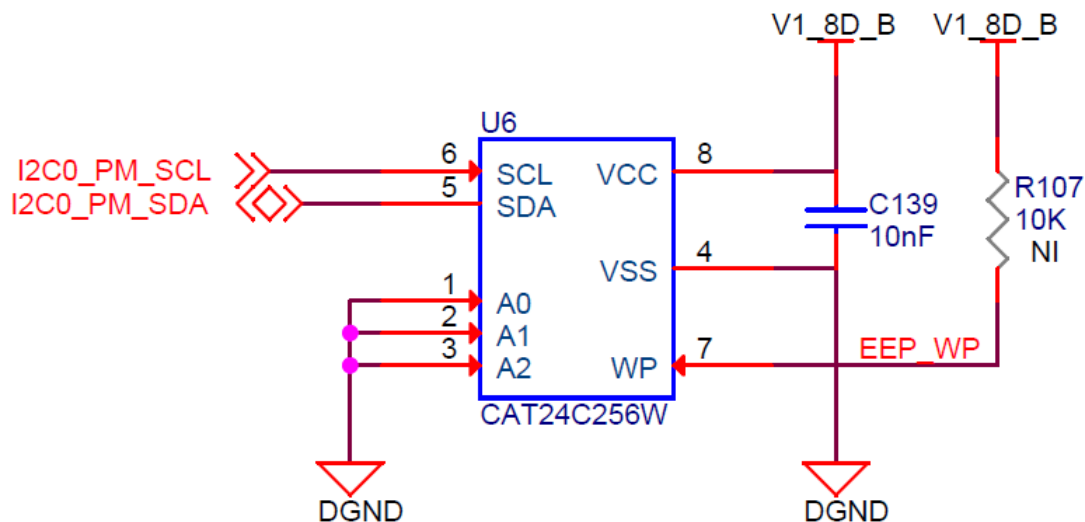 V1_8D_B V1_8D_B
U6
I2C0_PM_SCL 6 SCL VCC 8
I2C0_PM_SDA 5 SDA
C139
10nF
R107
10K
NI
VSS 4
1 A0
2 A1
3 A2 WP 7 EEP_WP
CAT24C256W
DGND DGND